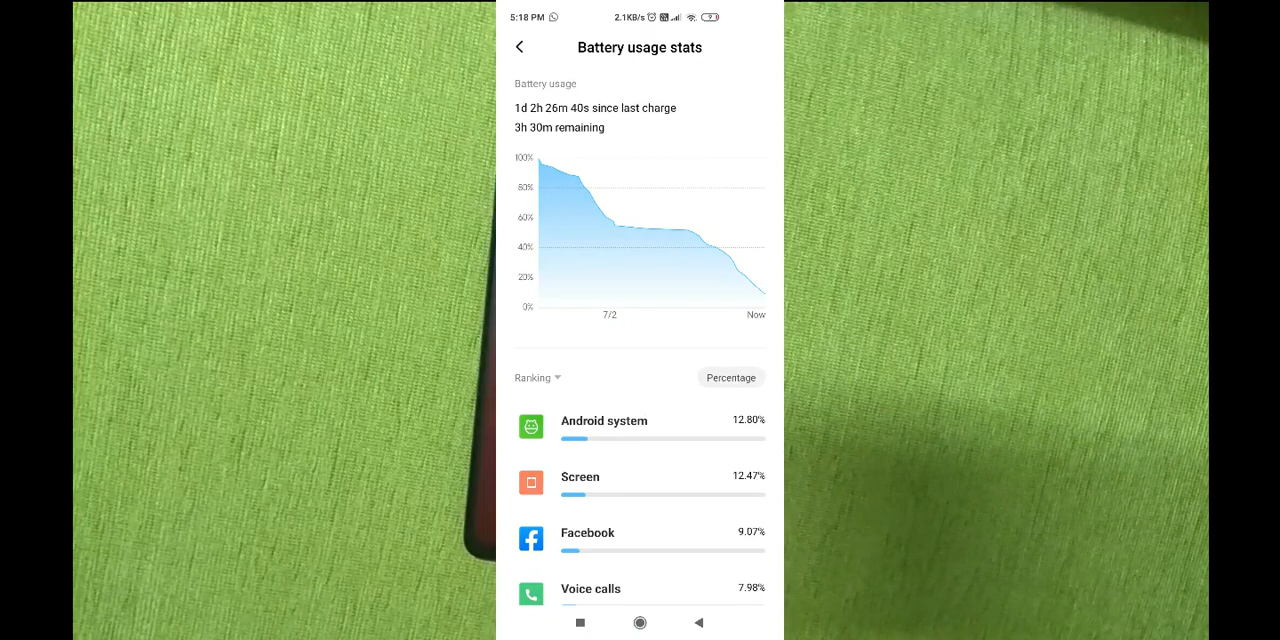 5:18 PM 2.1KB/s 9
Battery usage stats
Battery usage
1d 2h 26m 40s since last charge
3h 30m remaining
100%
80%
60%
40%
20%
0%
7/2 Now
Ranking Percentage
Android system 12.80%
Screen 12.47%
Facebook 9.07%
Voice calls 7.98%